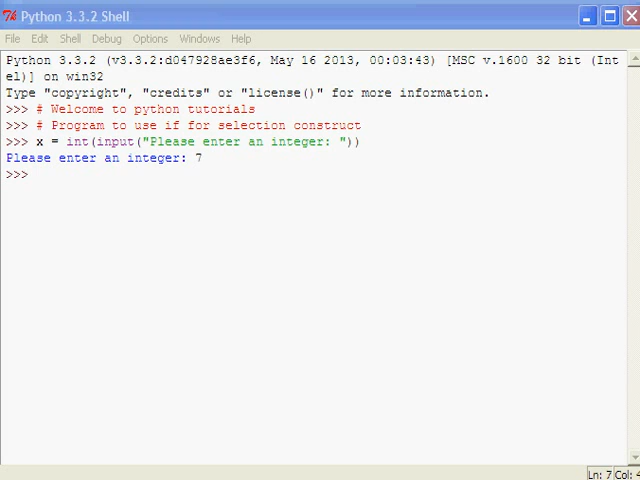 Python 3.3.2 Shell
File Edit Shell Debug Options Windows Help
Python 3.3.2 (v3.3.2:d047928ae3f6, May 16 2013, 00:03:43) [MSC v.1600 32 bit (Int
el)] on win32
Type "copyright", "credits" or "license()" for more information.
>>> # Welcome to python tutorials
>>> # Program to use if for selection construct
>>> x = int(input("Please enter an integer: "))
Please enter an integer: 7
>>>
Ln: 7 Col: 4